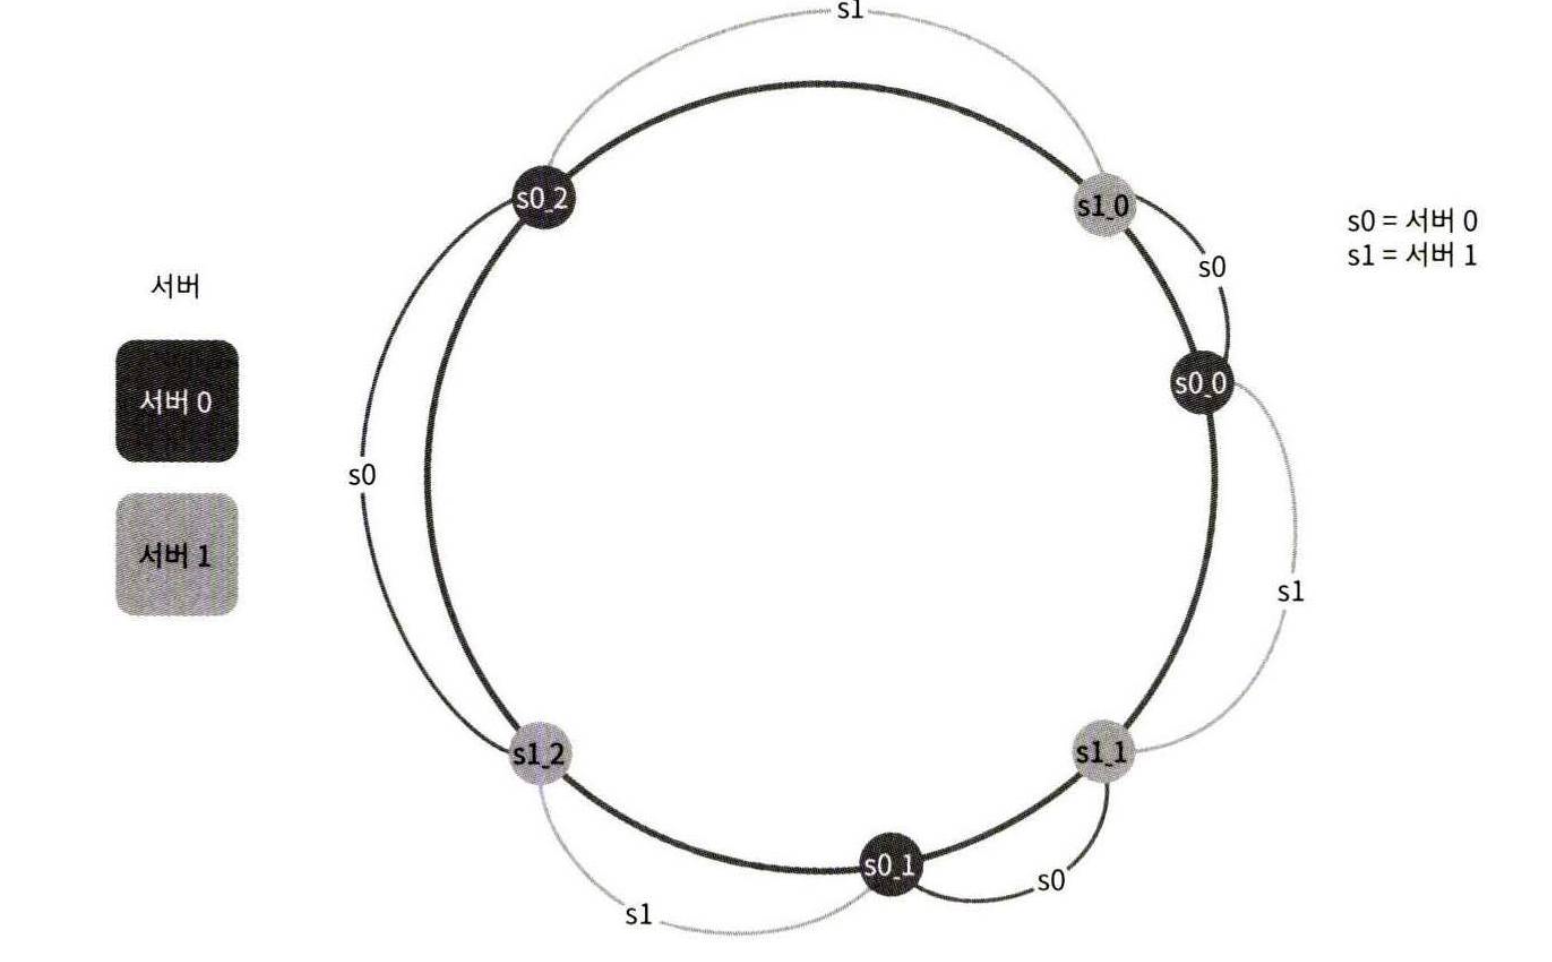 s1
s0_2
s1_0
s0 = 서버 0
s1 = 서버 1
s0
서버
s0_0
서버 0
s0
서버 1
s1
s1_2
s1_1
s0_1
s0
s1